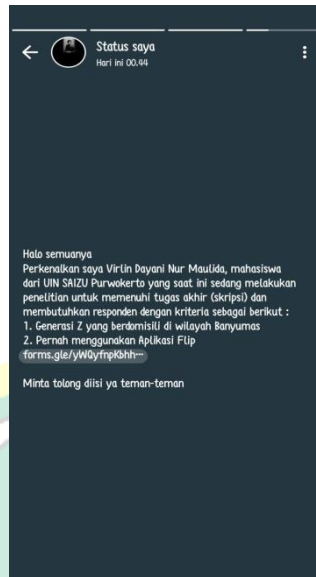 Status saya
Hari ini 00.44
Halo semuanya
Perkenalkan saya Virlin Dayani Nur Maulida, mahasiswa
dari UIN SAIZU Purwokerto yang saat ini sedang melakukan
penelitian untuk memenuhi tugas akhir (skripsi) dan
membutuhkan responden dengan kriteria sebagai berikut :
1. Generasi Z yang berdomisili di wilayah Banyumas
2. Pernah menggunakan Aplikasi Flip
forms.gle/yWQyfnpKbhh...
Minta tolong diisi ya teman-teman